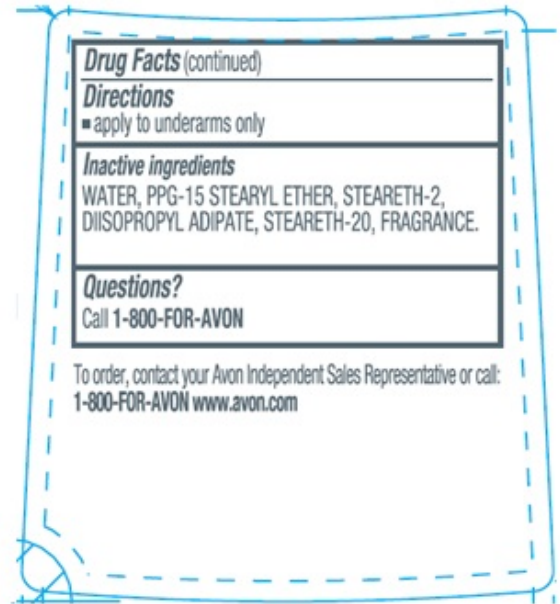 Drug Facts (continued)
Directions
▪ apply to underarms only
Inactive ingredients
WATER, PPG-15 STEARYL ETHER, STEARETH-2,
DIISOPROPYL ADIPATE, STEARETH-20, FRAGRANCE.
Questions?
Call 1-800-FOR-AVON
To order, contact your Avon Independent Sales Representative or call:
1-800-FOR-AVON www.avon.com